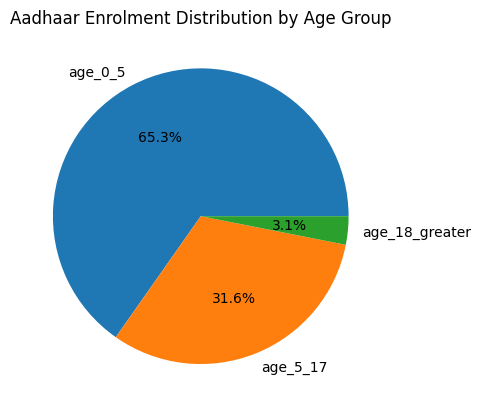 Aadhaar Enrolment Distribution by Age Group
age_0_5
65.3%
3.1%
age_18_greater
31.6%
age_5_17